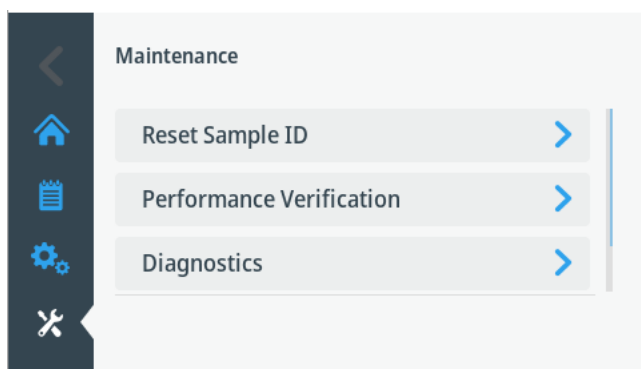 Maintenance
Reset Sample ID
Performance Verification
Diagnostics